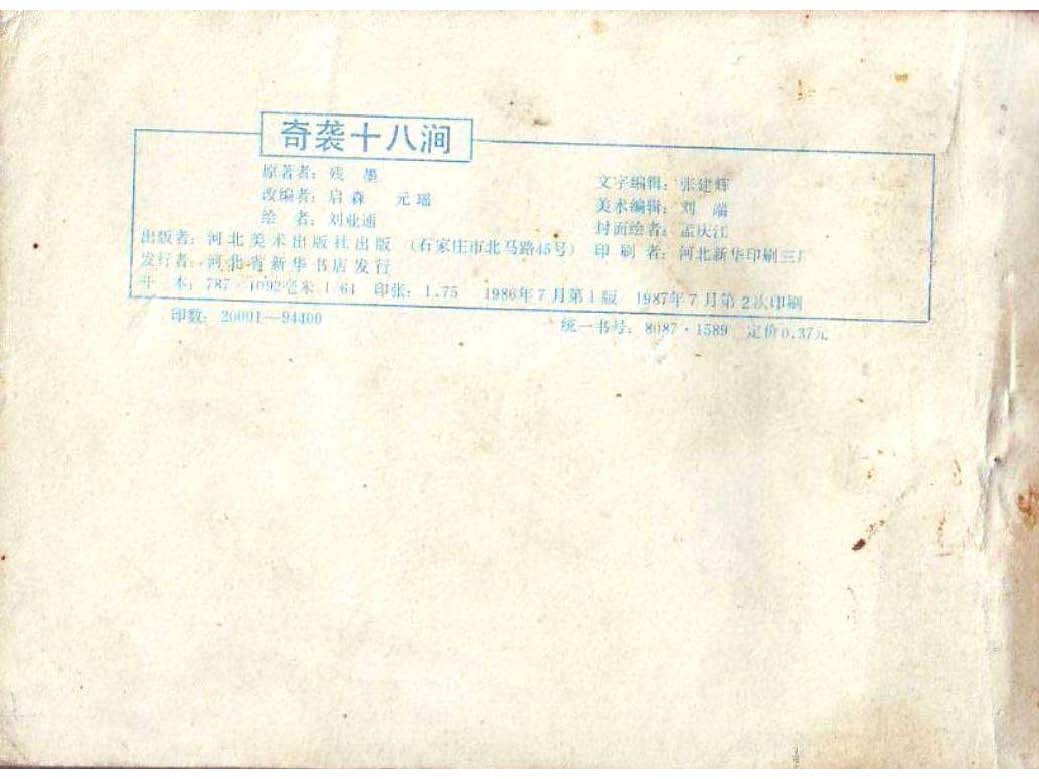 奇袭十八涧
原著者：残 墨 文字编辑：张建辉
改编者：启森 元瑶 美术编辑：刘 端
绘 者：刘业通 封面绘者：孟庆江
出版者：河北美术出版社出版 （石家庄市北马路45号） 印刷者：河北新华印刷三厂
发行者：河北省新华书店发行
开 本：787×1092毫米 1/64 印张：1.75 1986年7月第1版 1987年7月第2次印刷
印数：20001—94400 统一书号：8087·1589 定价0.37元